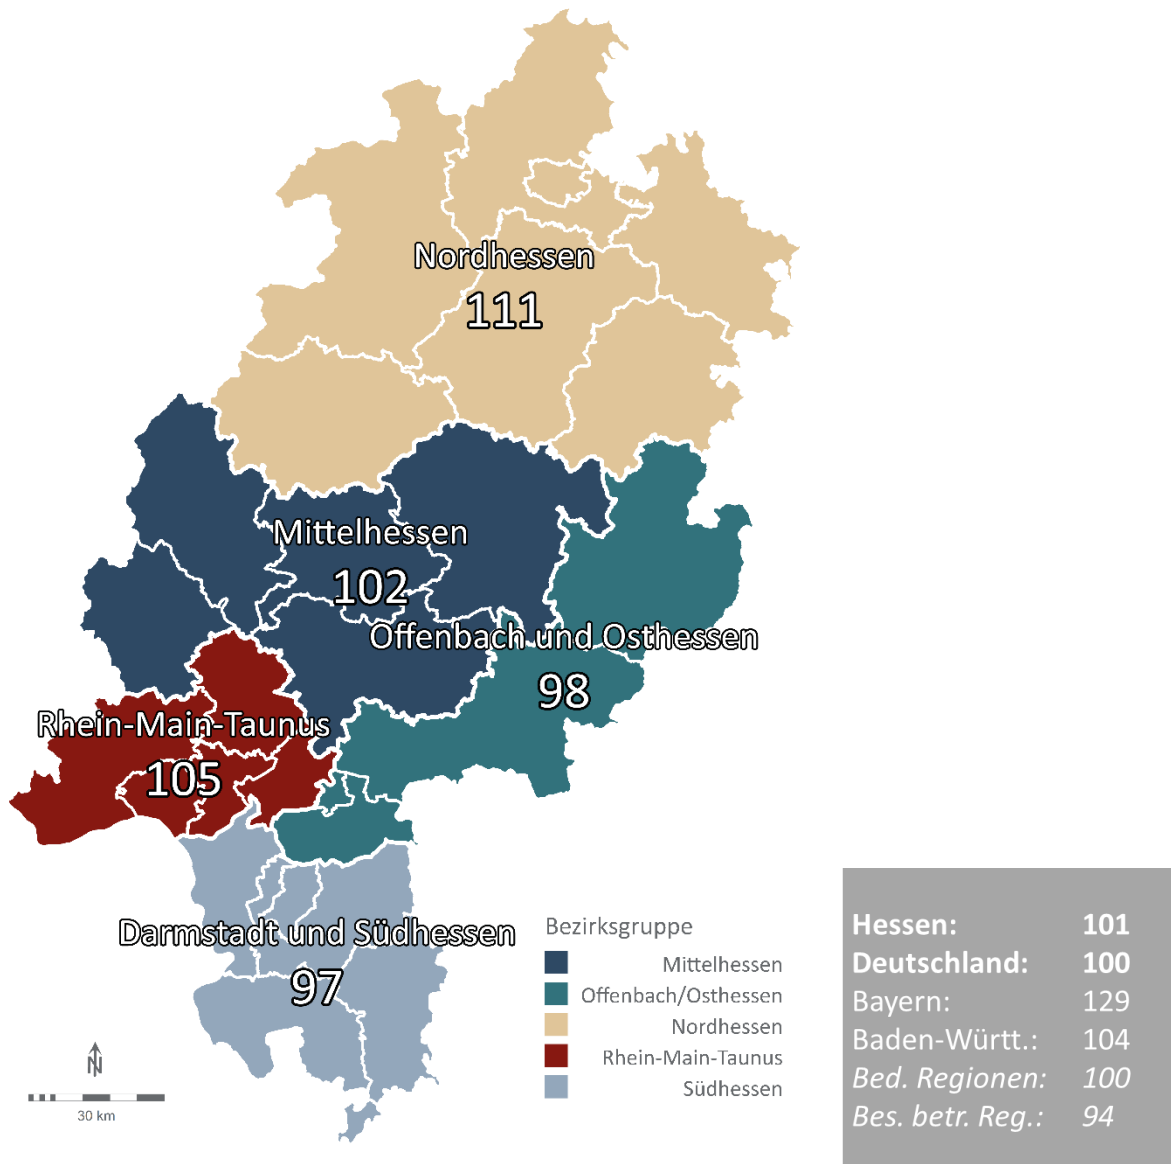 Nordhessen
111
Mittelhessen
102
Offenbach und Osthessen
98
Rhein-Main-Taunus
105
Darmstadt und Südhessen
97
Bezirksgruppe
Mittelhessen
Offenbach/Osthessen
Nordhessen
Rhein-Main-Taunus
Südhessen
N
30 km
Hessen: 101
Deutschland: 100
Bayern: 129
Baden-Württ.: 104
Bed. Regionen: 100
Bes. betr. Reg.: 94